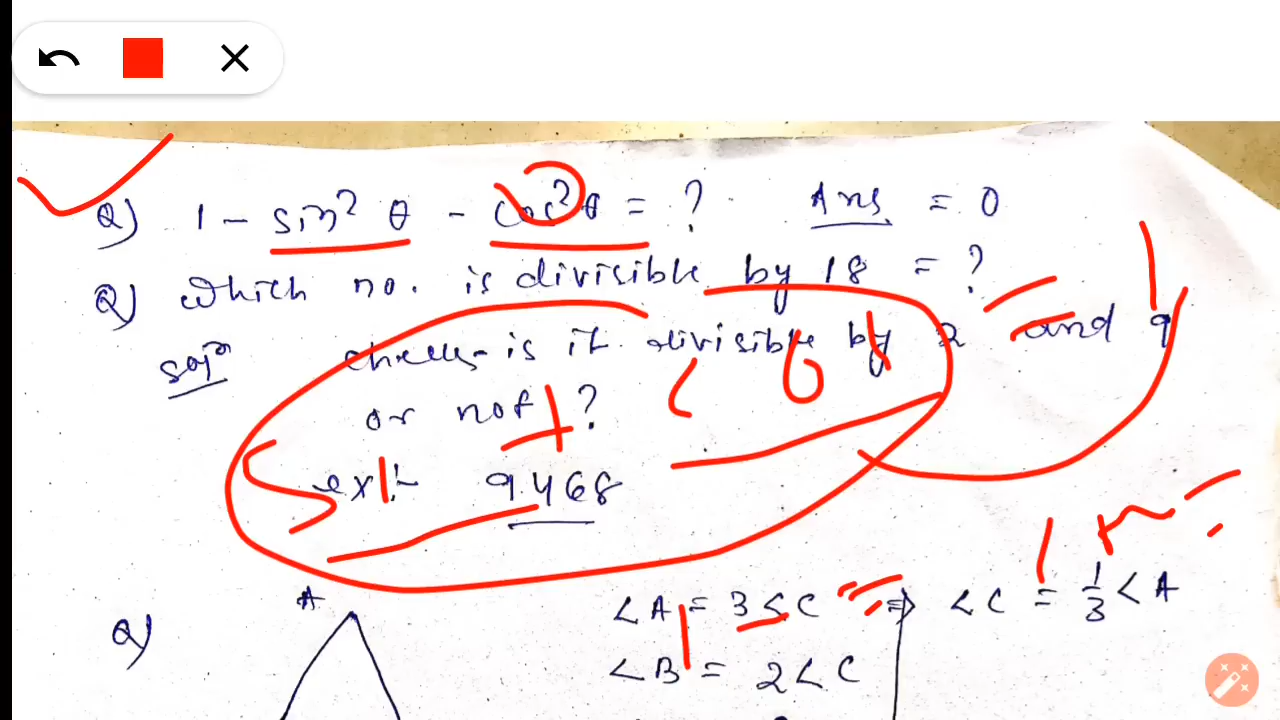 Q) 1 - sin² θ - cos² θ = ? Ans = 0
Q) which no. is divisible by 18 = ?
check is it divisible by 2 and 9
or not ?
ex:- 9468
A
Q)
∠A = 3∠C ⇒ ∠C = 1/3 ∠A
∠B = 2∠C